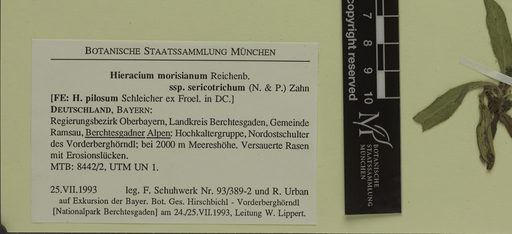 BOTANISCHE STAATSSAMMLUNG MÜNCHEN
Hieracium morisianum Reichenb.
ssp. sericotrichum (N. & P.) Zahn
[FE: H. pilosum Schleicher ex Froel. in DC.]
DEUTSCHLAND, BAYERN:
Regierungsbezirk Oberbayern, Landkreis Berchtesgaden, Gemeinde
Ramsau, Berchtesgadner Alpen; Hochkaltergruppe, Nordostschulter
des Vorderberghörndl; bei 2000 m Meereshöhe. Versauerte Rasen
mit Erosionslücken.
MTB: 8442/2, UTM UN 1.
25.VII.1993 leg. F. Schuhwerk Nr. 93/389-2 und R. Urban
auf Exkursion der Bayer. Bot. Ges. Hirschbichl - Vorderberghörndl
[Nationalpark Berchtesgaden] am 24./25.VII.1993, Leitung W. Lippert.
copyright reserved
7 8 9 10
BOTANISCHE
STAATSSAMMLUNG
MÜNCHEN